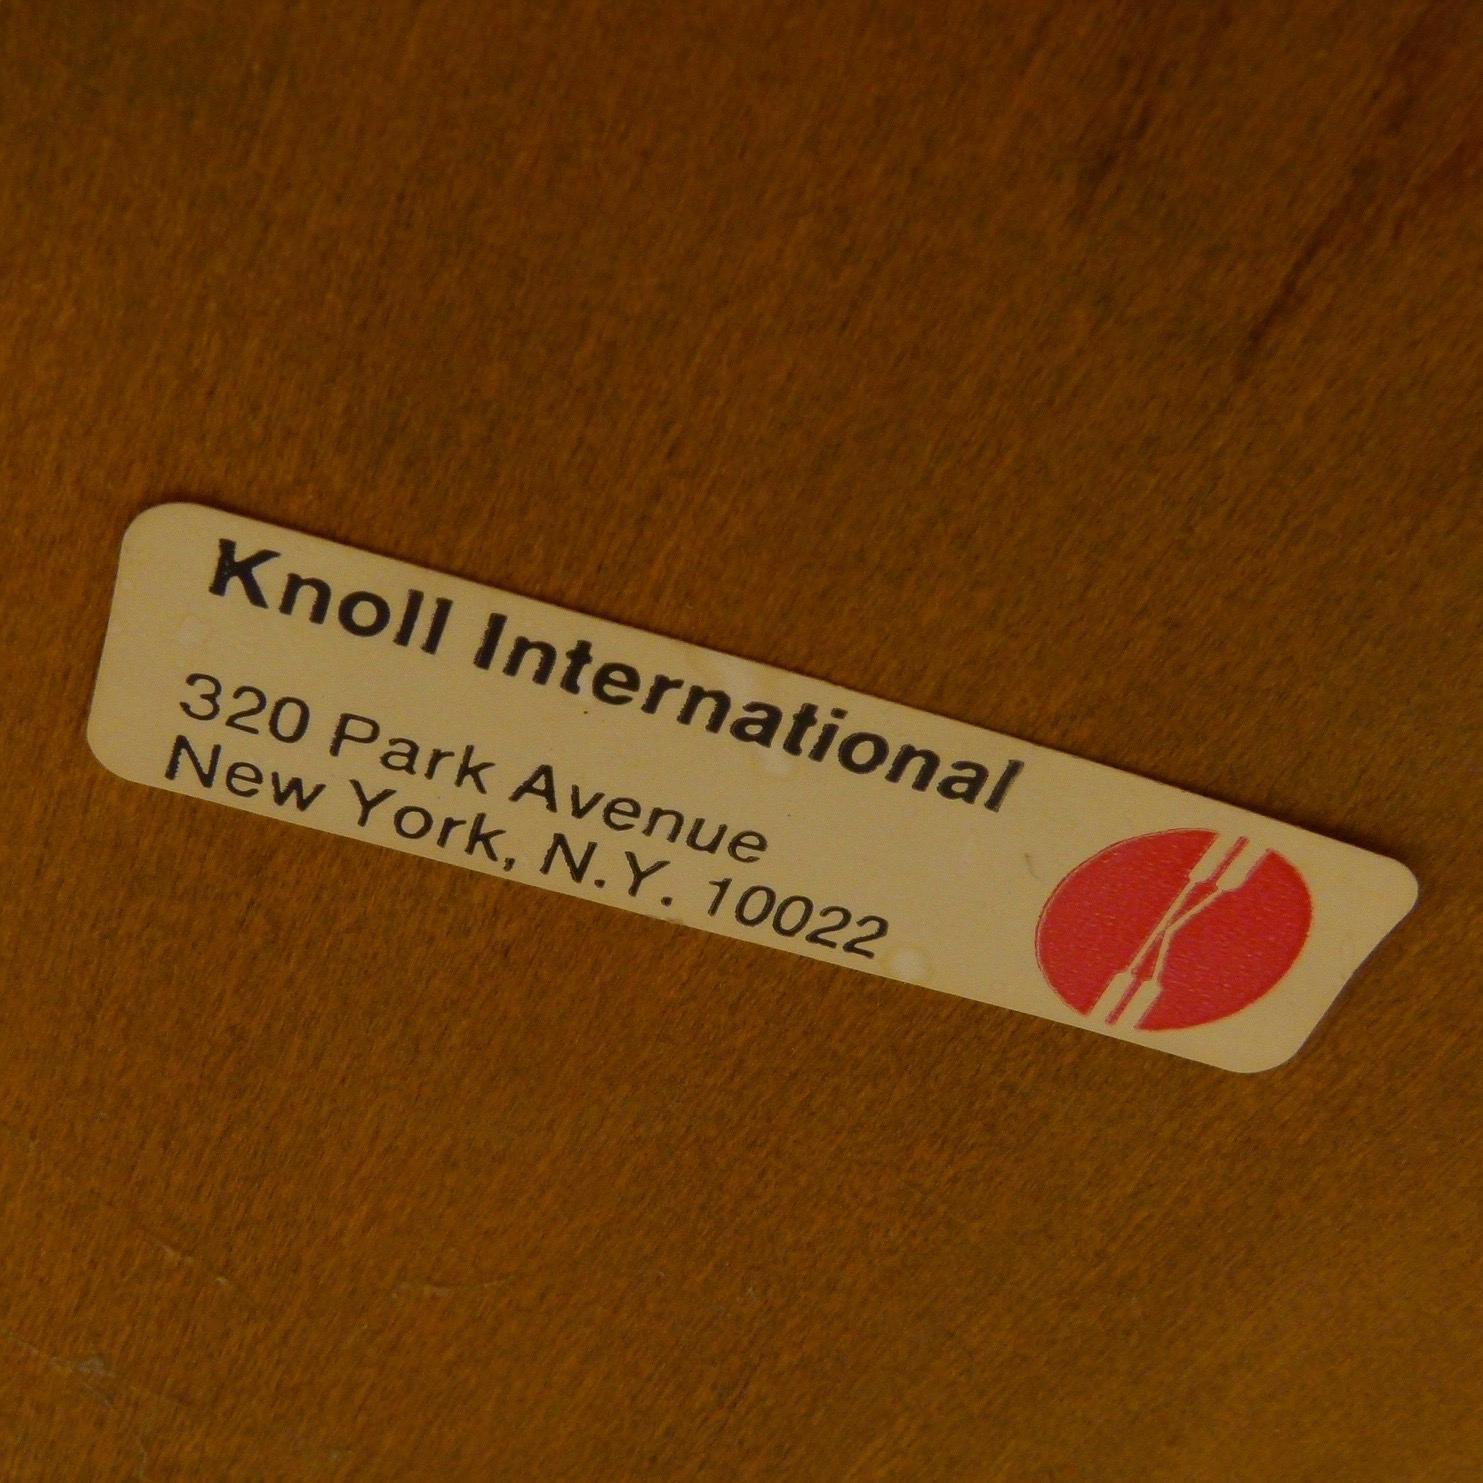 Knoll International
320 Park Avenue
New York, N.Y. 10022